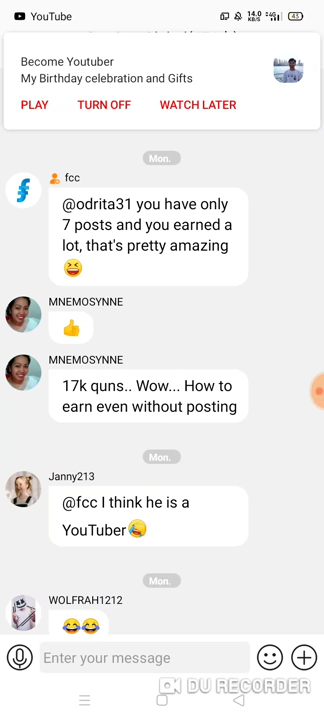 YouTube
14.0
KB/S
4G
45
Become Youtuber
My Birthday celebration and Gifts
PLAY TURN OFF WATCH LATER
Mon.
fcc
@odrita31 you have only
7 posts and you earned a
lot, that's pretty amazing
😆
MNEMOSYNNE
👍
MNEMOSYNNE
17k quns.. Wow... How to
earn even without posting
Mon.
Janny213
@fcc I think he is a
YouTuber😂
Mon.
WOLFRAH1212
😂😂
Enter your message
DU RECORDER